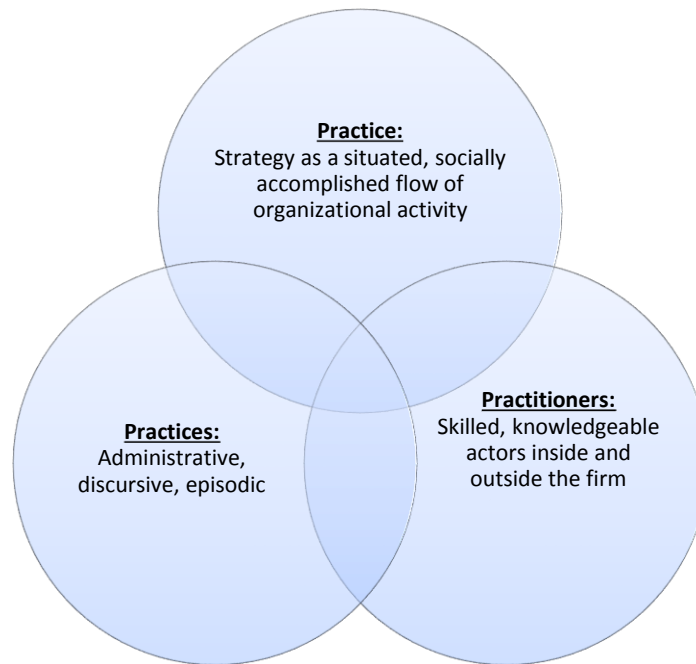 Practice:
Strategy as a situated, socially
accomplished flow of
organizational activity
Practices:
Administrative,
discursive, episodic
Practitioners:
Skilled, knowledgeable
actors inside and
outside the firm